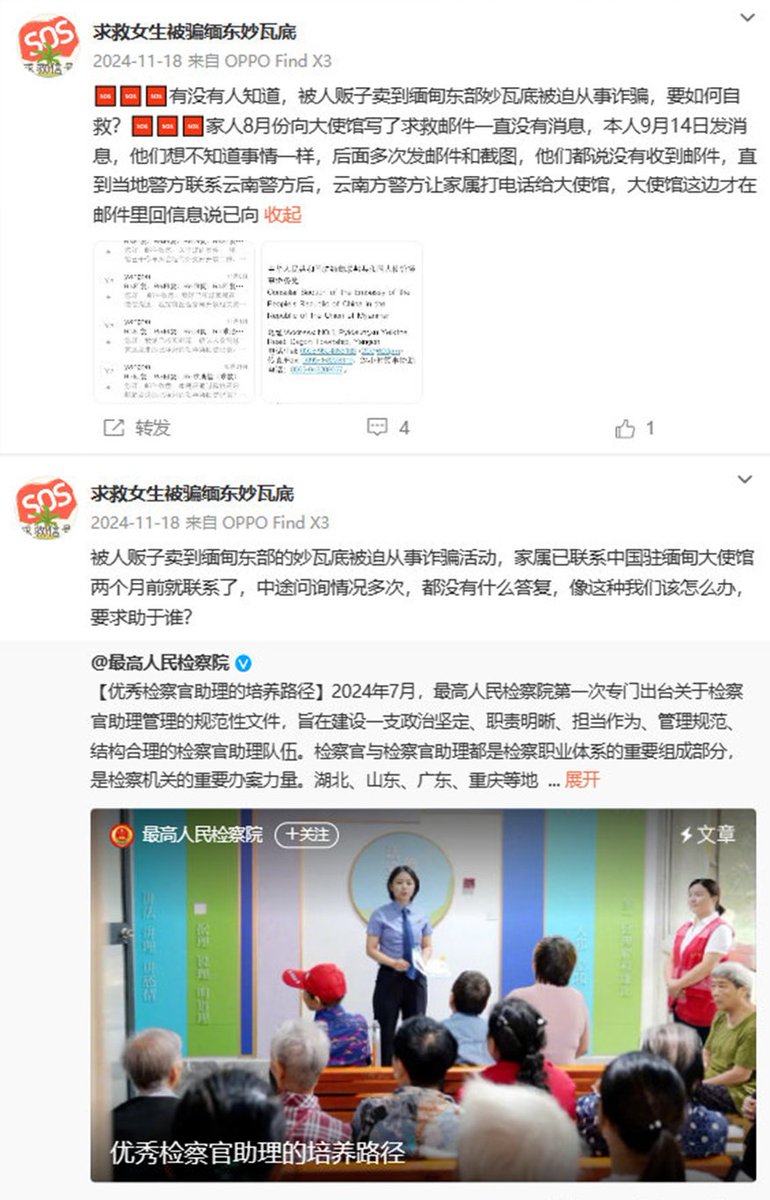 SOS
求救信号
求救女生被骗缅东妙瓦底
2024-11-18 来自 OPPO Find X3
SOS SOS SOS 有没有人知道，被人贩子卖到缅甸东部妙瓦底被迫从事诈骗，要如何自
救？ SOS SOS SOS 家人8月份向大使馆写了求救邮件一直没有消息，本人9月14日发消
息，他们想不知道事情一样，后面多次发邮件和截图，他们都说没有收到邮件，直
到当地警方联系云南警方后，云南方警方让家属打电话给大使馆，大使馆这边才在
邮件里回信息说已向 收起
Consular Section of the Embassy of the
People's Republic of China in the
Republic of the Union of Myanmar
转发
4
1
SOS
求救信号
求救女生被骗缅东妙瓦底
2024-11-18 来自 OPPO Find X3
被人贩子卖到缅甸东部的妙瓦底被迫从事诈骗活动，家属已联系中国驻缅甸大使馆
两个月前就联系了，中途问询情况多次，都没有什么答复，像这种我们该怎么办，
要求助于谁？
@最高人民检察院
【优秀检察官助理的培养路径】2024年7月，最高人民检察院第一次专门出台关于检察
官助理管理的规范性文件，旨在建设一支政治坚定、职责明晰、担当作为、管理规范、
结构合理的检察官助理队伍。检察官与检察官助理都是检察职业体系的重要组成部分，
是检察机关的重要办案力量。湖北、山东、广东、重庆等地 ... 展开
最高人民检察院 +关注
文章
优秀检察官助理的培养路径